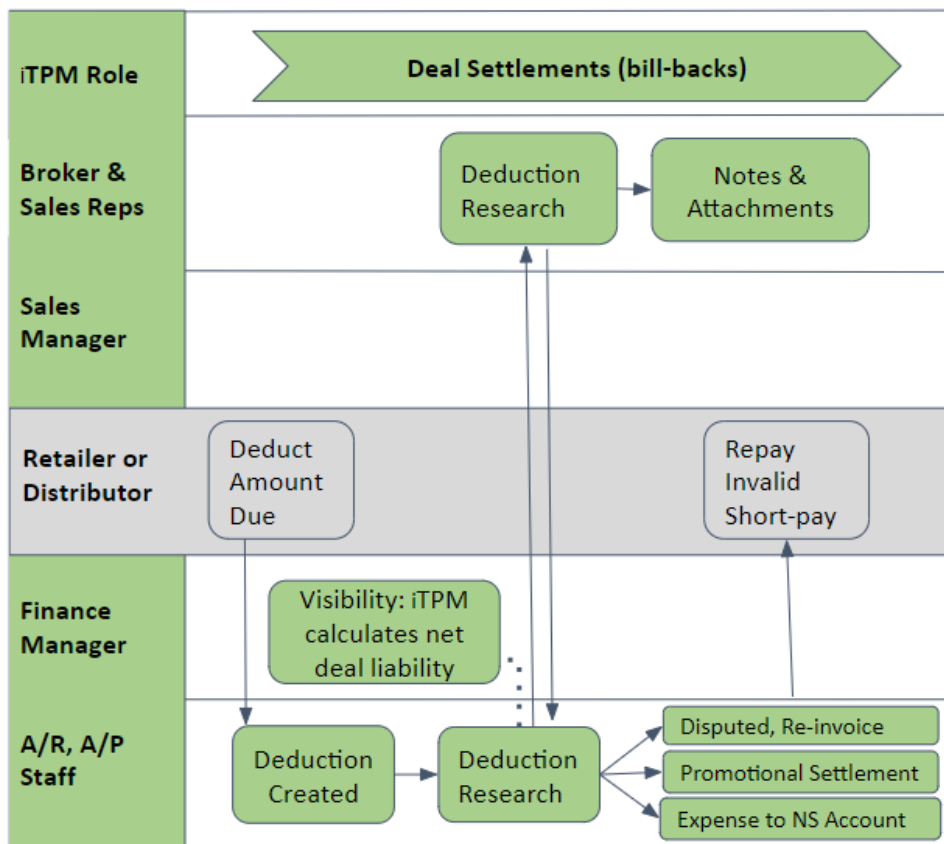 iTPM Role
Deal Settlements (bill-backs)
Broker &
Sales Reps
Deduction
Research
Notes &
Attachments
Sales
Manager
Retailer or
Distributor
Deduct
Amount
Due
Repay
Invalid
Short-pay
Finance
Manager
Visibility: iTPM
calculates net
deal liability
A/R, A/P
Staff
Deduction
Created
Deduction
Research
Disputed, Re-invoice
Promotional Settlement
Expense to NS Account